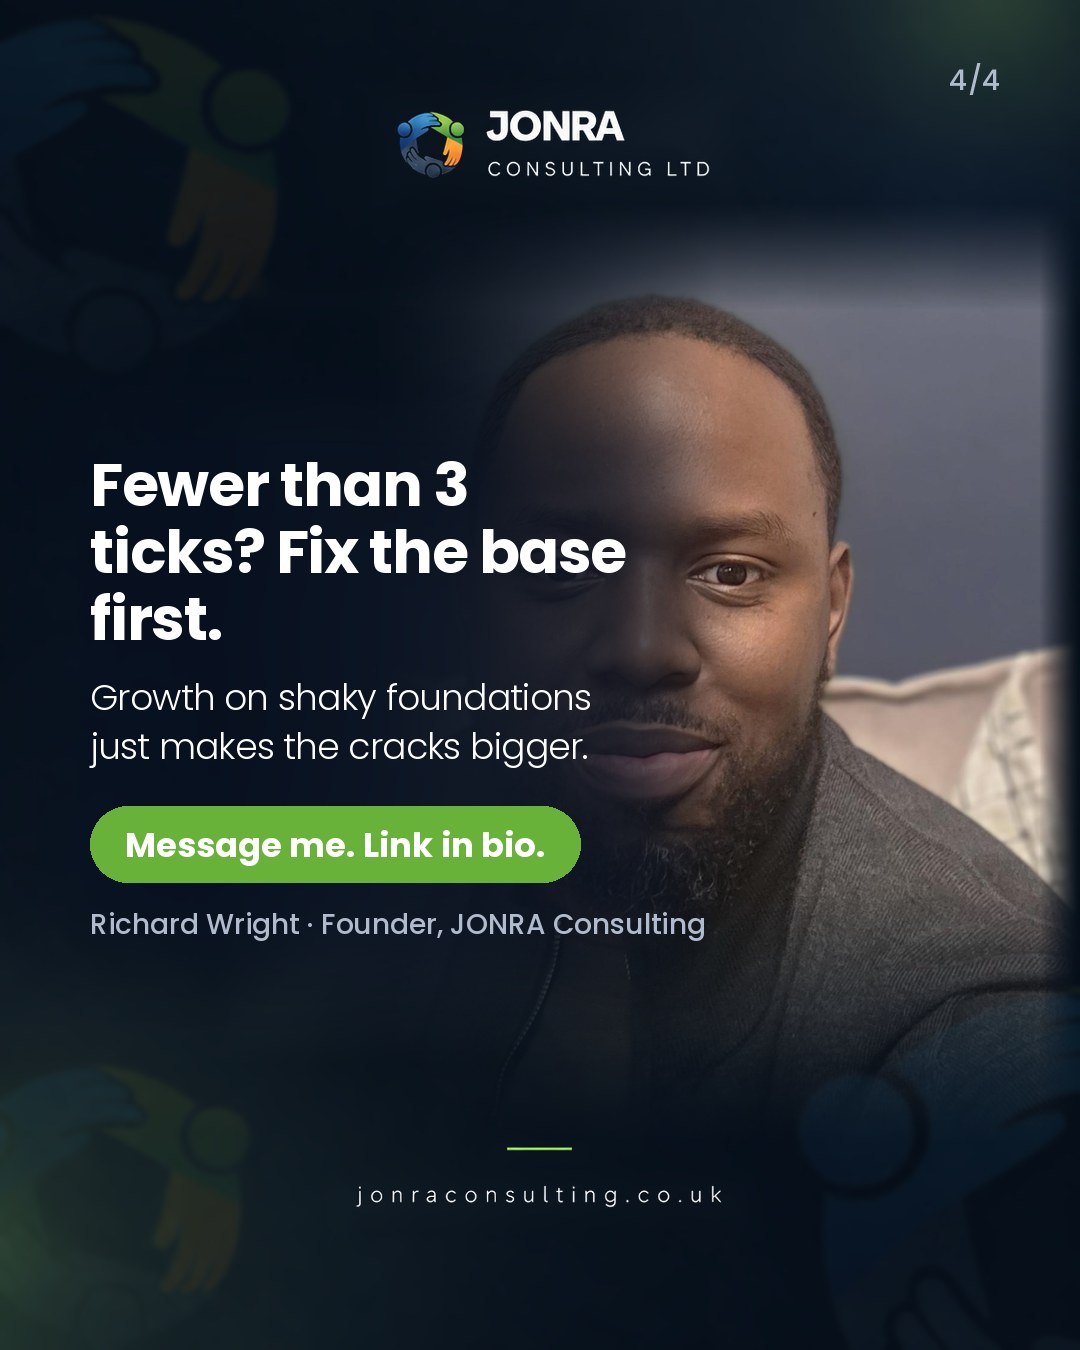 4/4
JONRA
CONSULTING LTD
Fewer than 3
ticks? Fix the base
first.
Growth on shaky foundations
just makes the cracks bigger.
Message me. Link in bio.
Richard Wright · Founder, JONRA Consulting
jonraconsulting.co.uk